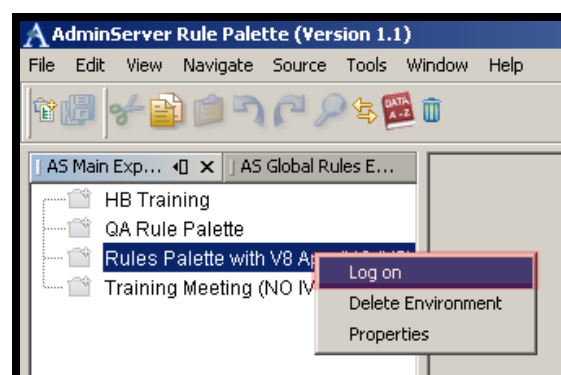 AdminServer Rule Palette (Version 1.1)
File Edit View Navigate Source Tools Window Help
DATA
A-Z
AS Main Exp... AS Global Rules E...
HB Training
QA Rule Palette
Rules Palette with V8 A
Training Meeting (NO IV
Log on
Delete Environment
Properties